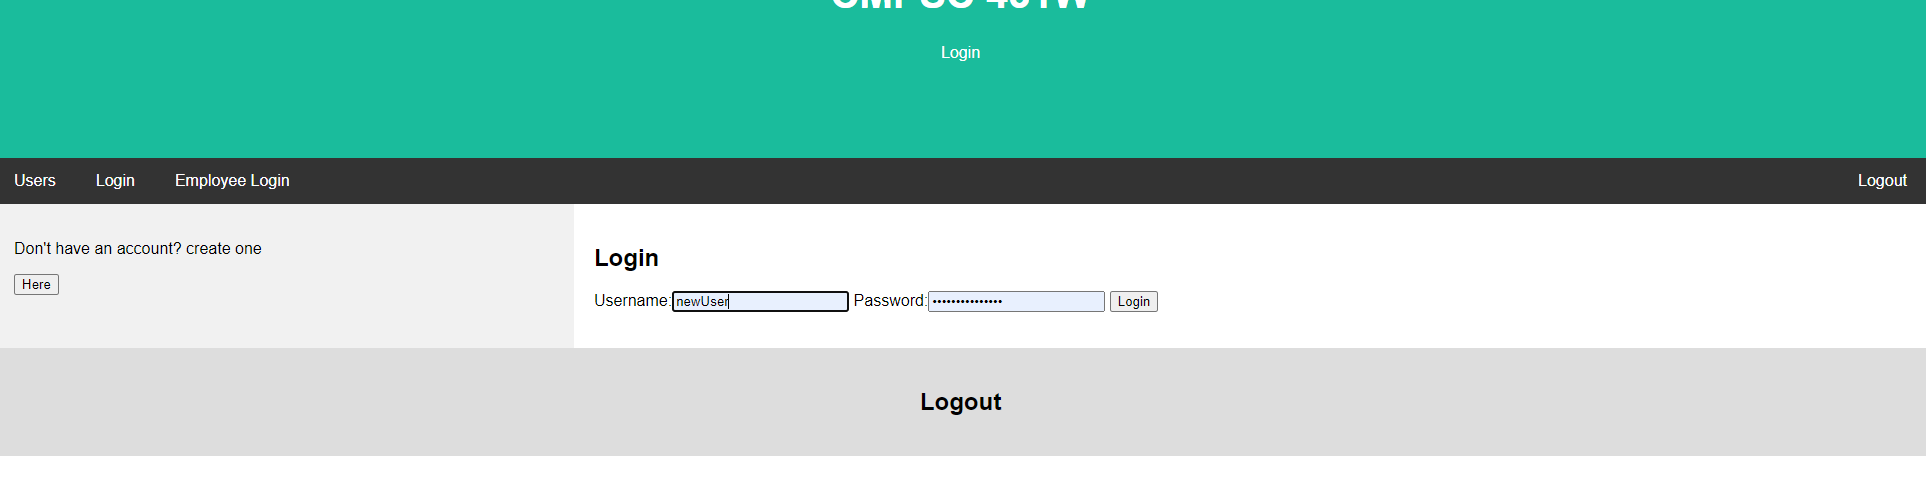 Login
Users Login Employee Login Logout
Don't have an account? create one
Here
Login
Username: newUser Password: ••••••••••••••• Login
Logout